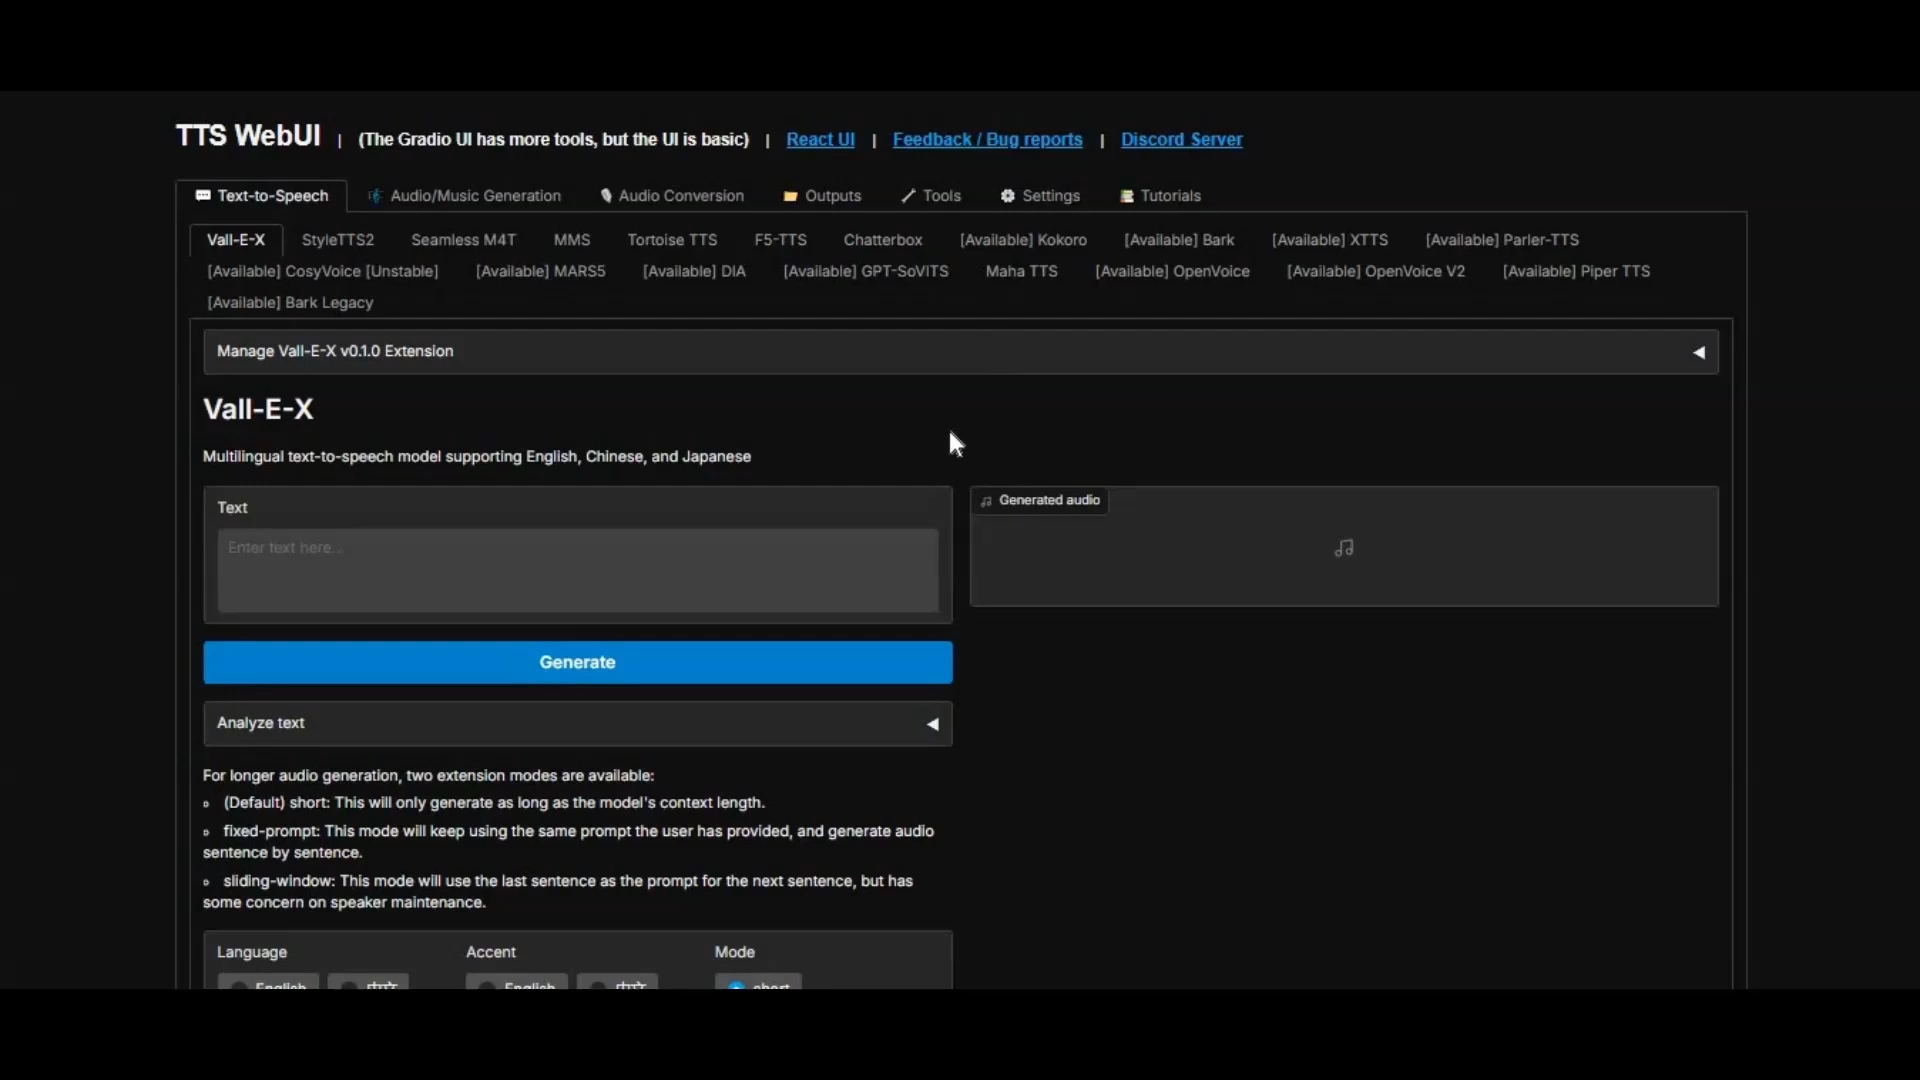 TTS WebUI | (The Gradio UI has more tools, but the UI is basic) | React UI | Feedback / Bug reports | Discord Server
Text-to-Speech Audio/Music Generation Audio Conversion Outputs Tools Settings Tutorials
Vall-E-X StyleTTS2 Seamless M4T MMS Tortoise TTS F5-TTS Chatterbox [Available] Kokoro [Available] Bark [Available] XTTS [Available] Parler-TTS
[Available] CosyVoice [Unstable] [Available] MARS5 [Available] DIA [Available] GPT-SoVITS Maha TTS [Available] OpenVoice [Available] OpenVoice V2 [Available] Piper TTS
[Available] Bark Legacy
Manage Vall-E-X v0.1.0 Extension
Vall-E-X
Multilingual text-to-speech model supporting English, Chinese, and Japanese
Text
Enter text here...
Generated audio
Generate
Analyze text
For longer audio generation, two extension modes are available:
(Default) short: This will only generate as long as the model's context length.
fixed-prompt: This mode will keep using the same prompt the user has provided, and generate audio
sentence by sentence.
sliding-window: This mode will use the last sentence as the prompt for the next sentence, but has
some concern on speaker maintenance.
Language Accent Mode
English 中文 English 中文 short